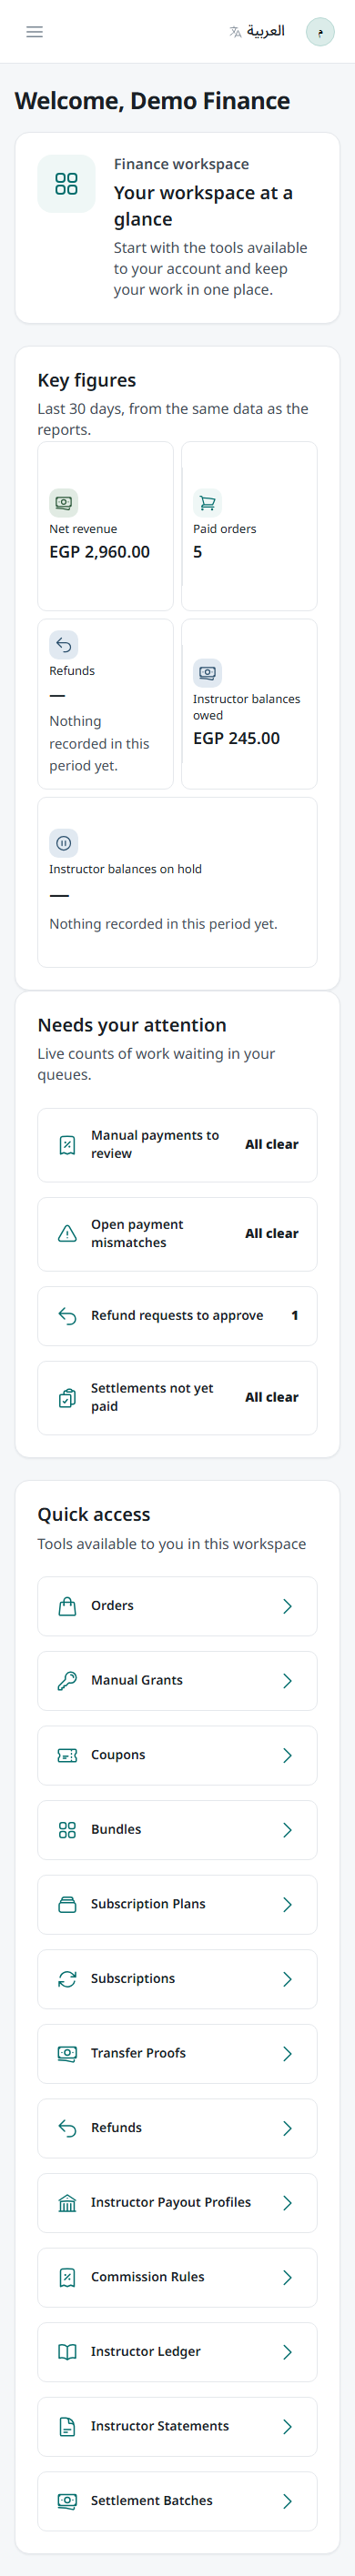 العربية
م
Welcome, Demo Finance
Finance workspace
Your workspace at a
glance
Start with the tools available
to your account and keep
your work in one place.
Key figures
Last 30 days, from the same data as the
reports.
Net revenue
EGP 2,960.00
Paid orders
5
Refunds
—
Nothing
recorded in this
period yet.
Instructor balances
owed
EGP 245.00
Instructor balances on hold
—
Nothing recorded in this period yet.
Needs your attention
Live counts of work waiting in your
queues.
Manual payments to
review
All clear
Open payment
mismatches
All clear
Refund requests to approve
1
Settlements not yet
paid
All clear
Quick access
Tools available to you in this workspace
Orders
Manual Grants
Coupons
Bundles
Subscription Plans
Subscriptions
Transfer Proofs
Refunds
Instructor Payout Profiles
Commission Rules
Instructor Ledger
Instructor Statements
Settlement Batches